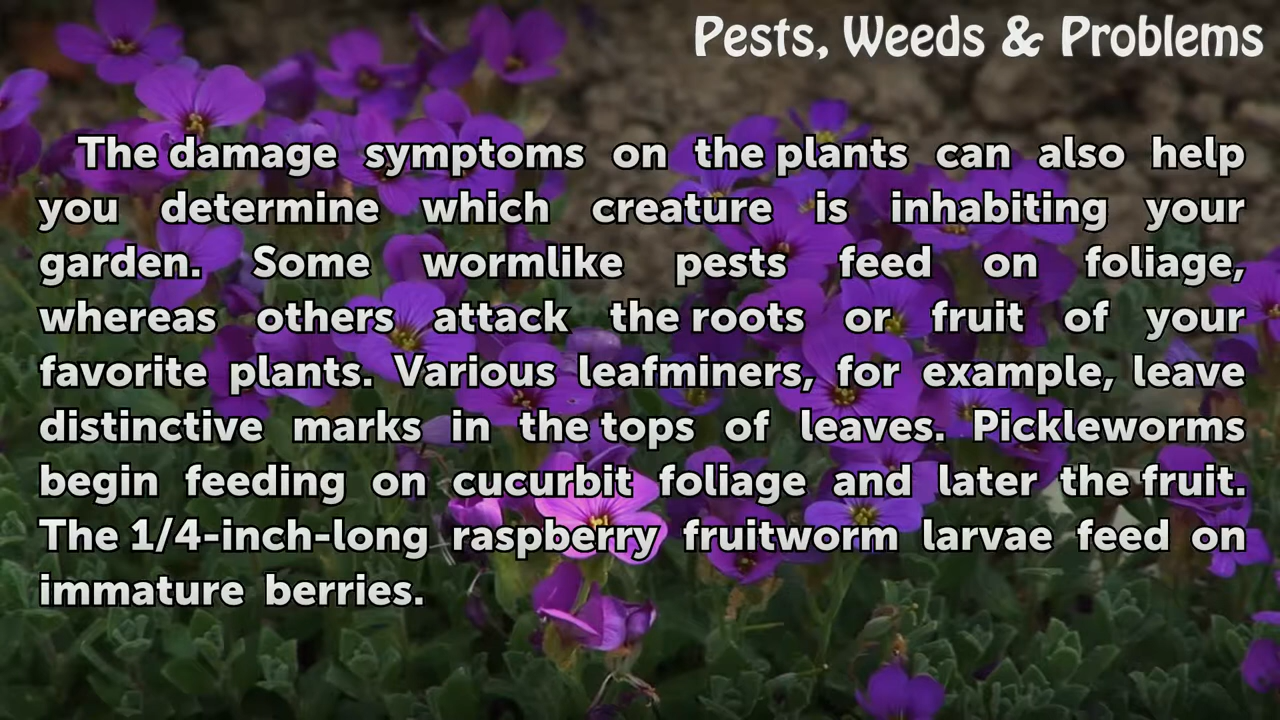 Pests, Weeds & Problems
The damage symptoms on the plants can also help
you determine which creature is inhabiting your
garden. Some wormlike pests feed on foliage,
whereas others attack the roots or fruit of your
favorite plants. Various leafminers, for example, leave
distinctive marks in the tops of leaves. Pickleworms
begin feeding on cucurbit foliage and later the fruit.
The 1/4-inch-long raspberry fruitworm larvae feed on
immature berries.